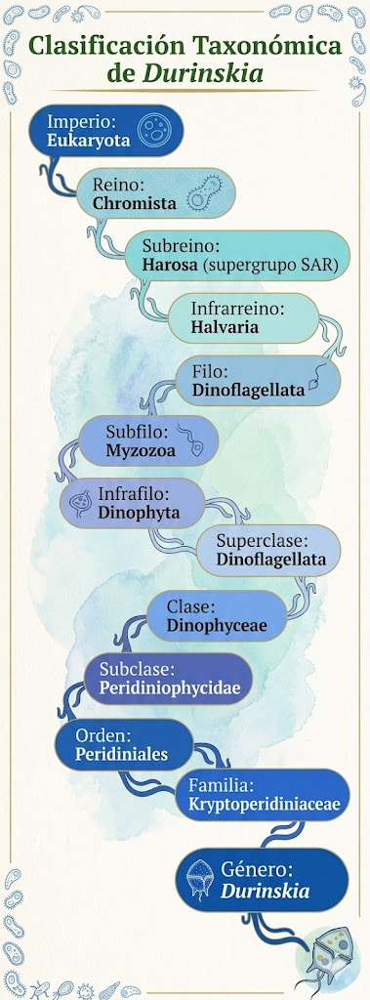 Clasificación Taxonómica
de Durinskia
Imperio:
Eukaryota
Reino:
Chromista
Subreino:
Harosa (supergrupo SAR)
Infrarreino:
Halvaria
Filo:
Dinoflagellata
Subfilo:
Myzozoa
Infrafilo:
Dinophyta
Superclase:
Dinoflagellata
Clase:
Dinophyceae
Subclase:
Peridiniophycidae
Orden:
Peridiniales
Familia:
Kryptoperidiniaceae
Género:
Durinskia